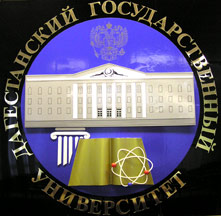 ДАГЕСТАНСКИЙ ГОСУДАРСТВЕННЫЙ
УНИВЕРСИТЕТ